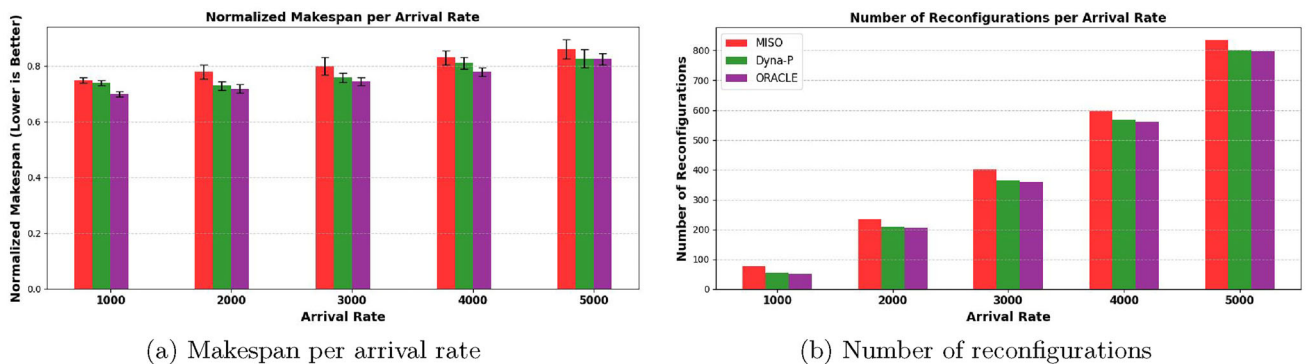 Normalized Makespan per Arrival Rate
Normalized Makespan (Lower is Better)
0.8
0.6
0.4
0.2
0.0
1000 2000 3000 4000 5000
Arrival Rate
(a) Makespan per arrival rate
Number of Reconfigurations per Arrival Rate
MISO
Dyna-P
ORACLE
Number of Reconfigurations
800
700
600
500
400
300
200
100
0
1000 2000 3000 4000 5000
Arrival Rate
(b) Number of reconfigurations